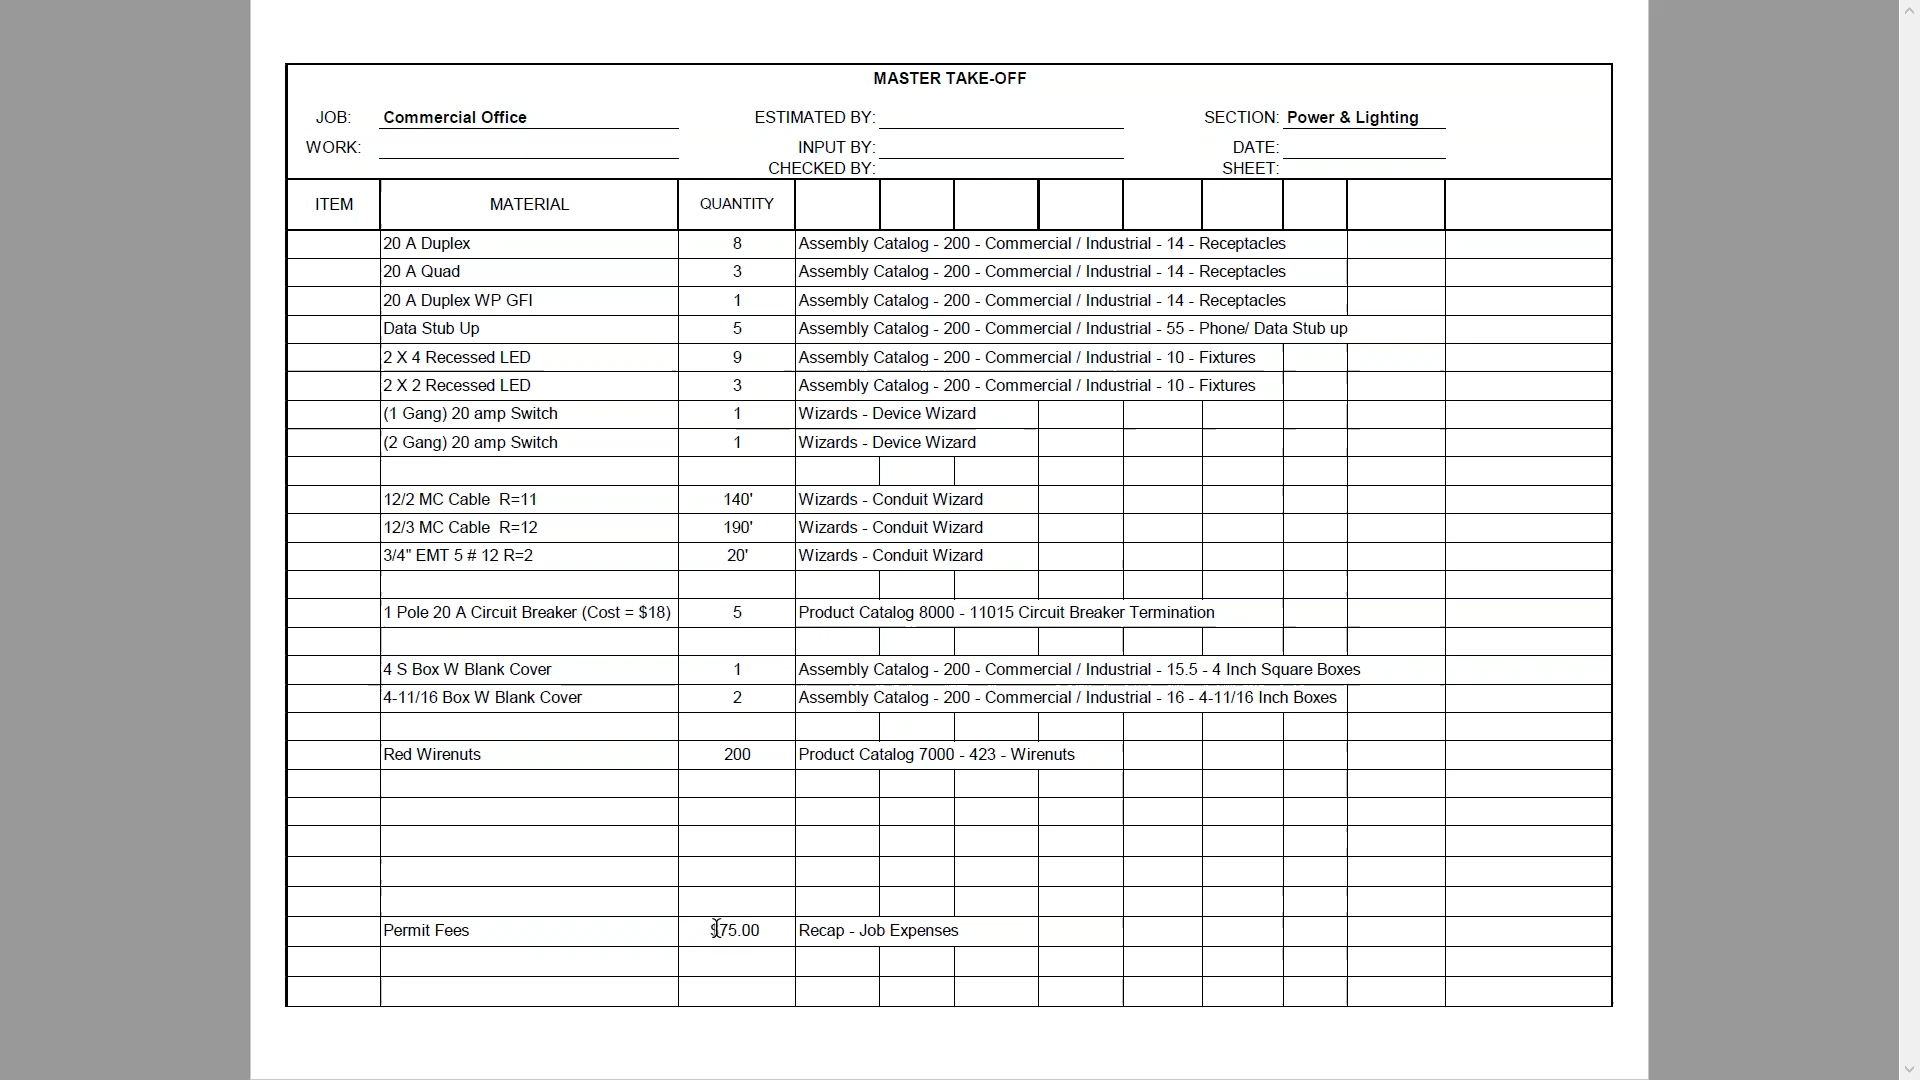 MASTER TAKE-OFF
JOB: Commercial Office ESTIMATED BY: SECTION: Power & Lighting
WORK: INPUT BY: DATE:
CHECKED BY: SHEET:
ITEM MATERIAL QUANTITY
20 A Duplex 8 Assembly Catalog - 200 - Commercial / Industrial - 14 - Receptacles
20 A Quad 3 Assembly Catalog - 200 - Commercial / Industrial - 14 - Receptacles
20 A Duplex WP GFI 1 Assembly Catalog - 200 - Commercial / Industrial - 14 - Receptacles
Data Stub Up 5 Assembly Catalog - 200 - Commercial / Industrial - 55 - Phone/ Data Stub up
2 X 4 Recessed LED 9 Assembly Catalog - 200 - Commercial / Industrial - 10 - Fixtures
2 X 2 Recessed LED 3 Assembly Catalog - 200 - Commercial / Industrial - 10 - Fixtures
(1 Gang) 20 amp Switch 1 Wizards - Device Wizard
(2 Gang) 20 amp Switch 1 Wizards - Device Wizard
12/2 MC Cable R=11 140' Wizards - Conduit Wizard
12/3 MC Cable R=12 190' Wizards - Conduit Wizard
3/4" EMT 5 # 12 R=2 20' Wizards - Conduit Wizard
1 Pole 20 A Circuit Breaker (Cost = $18) 5 Product Catalog 8000 - 11015 Circuit Breaker Termination
4 S Box W Blank Cover 1 Assembly Catalog - 200 - Commercial / Industrial - 15.5 - 4 Inch Square Boxes
4-11/16 Box W Blank Cover 2 Assembly Catalog - 200 - Commercial / Industrial - 16 - 4-11/16 Inch Boxes
Red Wirenuts 200 Product Catalog 7000 - 423 - Wirenuts
Permit Fees $75.00 Recap - Job Expenses